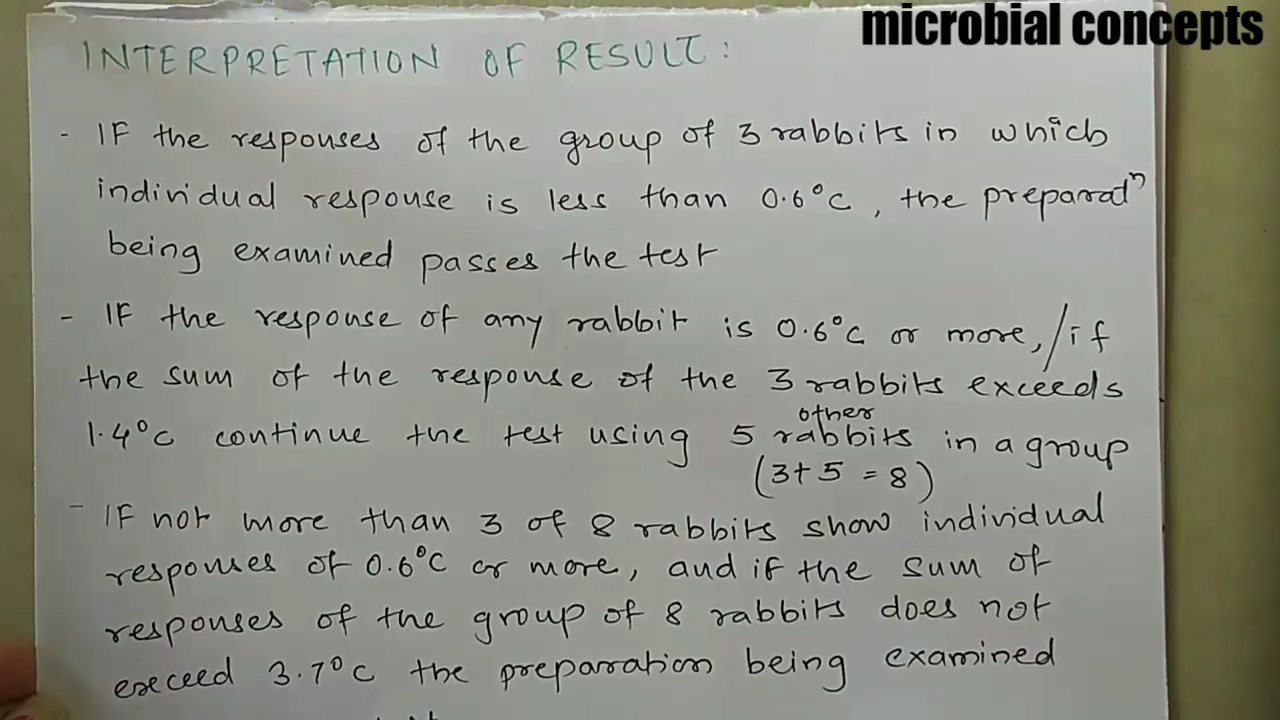 microbial concepts
INTERPRETATION OF RESULT:
- IF the responses of the group of 3 rabbits in which
individual response is less than 0.6°C, the preparatⁿ
being examined passes the test
- IF the response of any rabbit is 0.6°C or more, / if
the sum of the response of the 3 rabbits exceeds
other
1.4°C continue the test using 5 rabbits in a group
(3+5=8)
- IF not more than 3 of 8 rabbits show individual
responses of 0.6°C or more, and if the sum of
responses of the group of 8 rabbits does not
exceed 3.7°C the preparation being examined